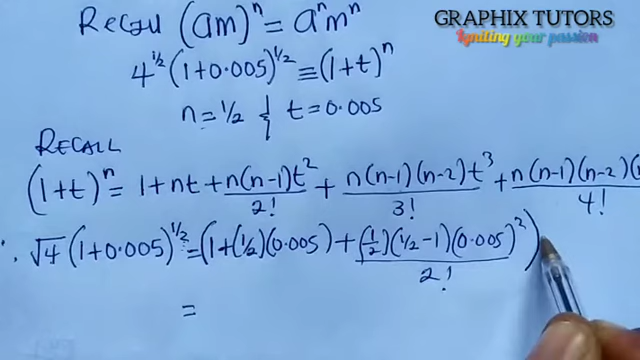 GRAPHIX TUTORS
Igniting your passion
Recall (am)^n = a^n m^n
4^½ (1+0.005)^½ ≡ (1+t)^n
n = ½ & t = 0.005
RECALL
(1+t)^n = 1 + nt + n(n-1)t^2/2! + n(n-1)(n-2)t^3/3! + n(n-1)(n-2)(n/4!
∴ √4 (1+0.005)^½ = (1+(½)(0.005) + (½)(½-1)(0.005)^2/2!)
=